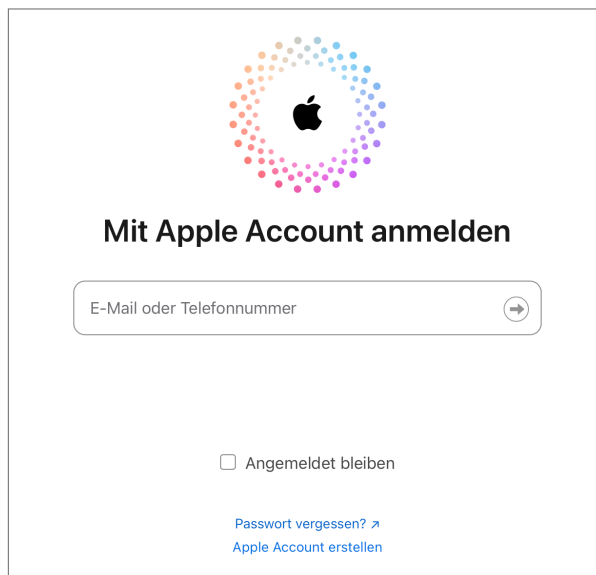 Mit Apple Account anmelden
E-Mail oder Telefonnummer
Angemeldet bleiben
Passwort vergessen? ↗
Apple Account erstellen